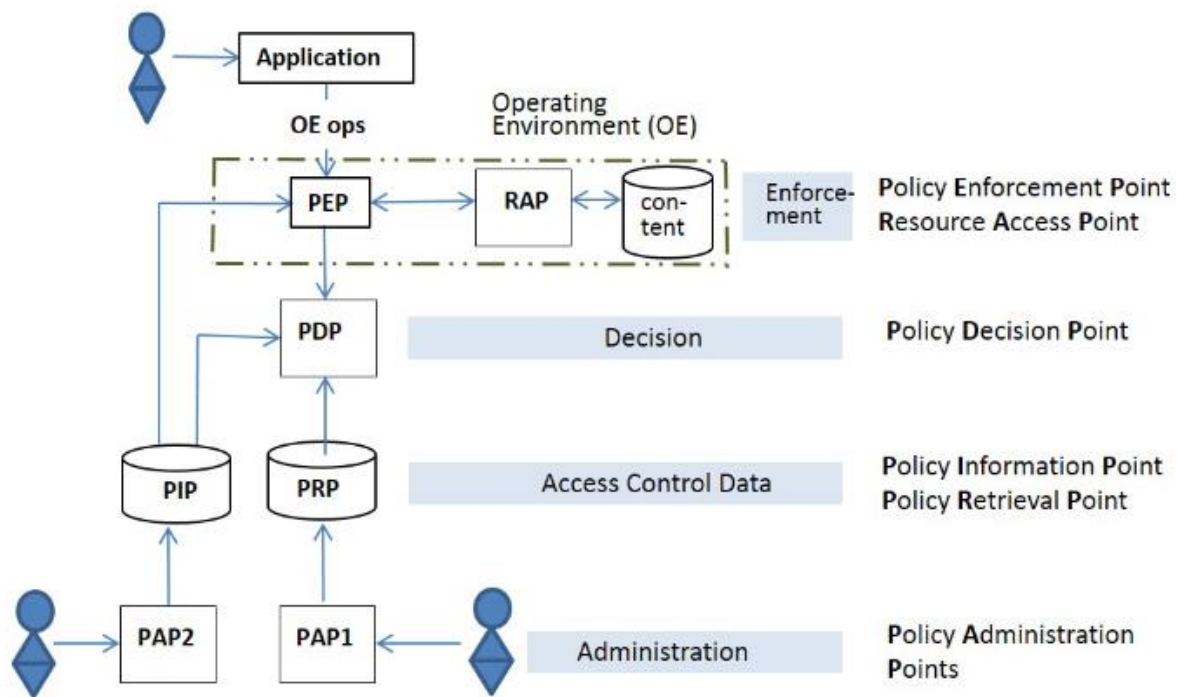 Application
OE ops
Operating
Environment (OE)
PEP
RAP
con-
tent
Enforce-
ment
Policy Enforcement Point
Resource Access Point
PDP
Decision
Policy Decision Point
PIP
PRP
Access Control Data
Policy Information Point
Policy Retrieval Point
PAP2
PAP1
Administration
Policy Administration
Points